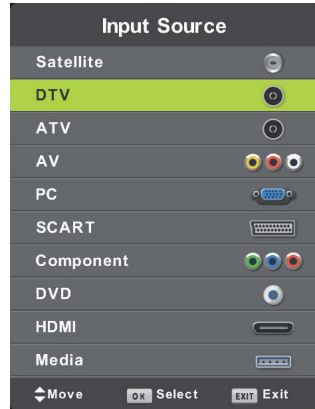 Input Source
Satellite
DTV
ATV
AV
PC
SCART
Component
DVD
HDMI
Media
Move OK Select EXIT Exit